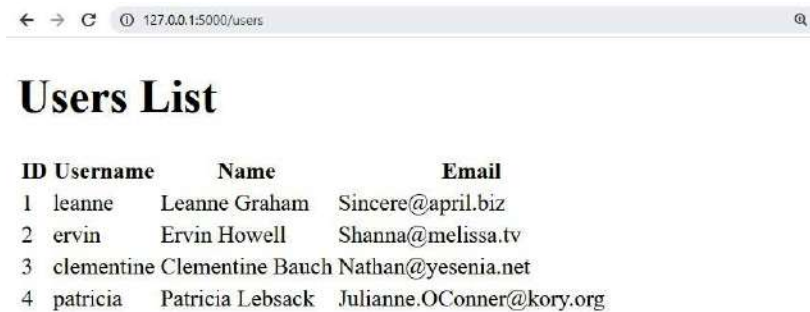 127.0.0.1:5000/users
Users List
ID Username Name Email
1 leanne Leanne Graham Sincere@april.biz
2 ervin Ervin Howell Shanna@melissa.tv
3 clementine Clementine Bauch Nathan@yesenia.net
4 patricia Patricia Lebsack Julianne.OConner@kory.org